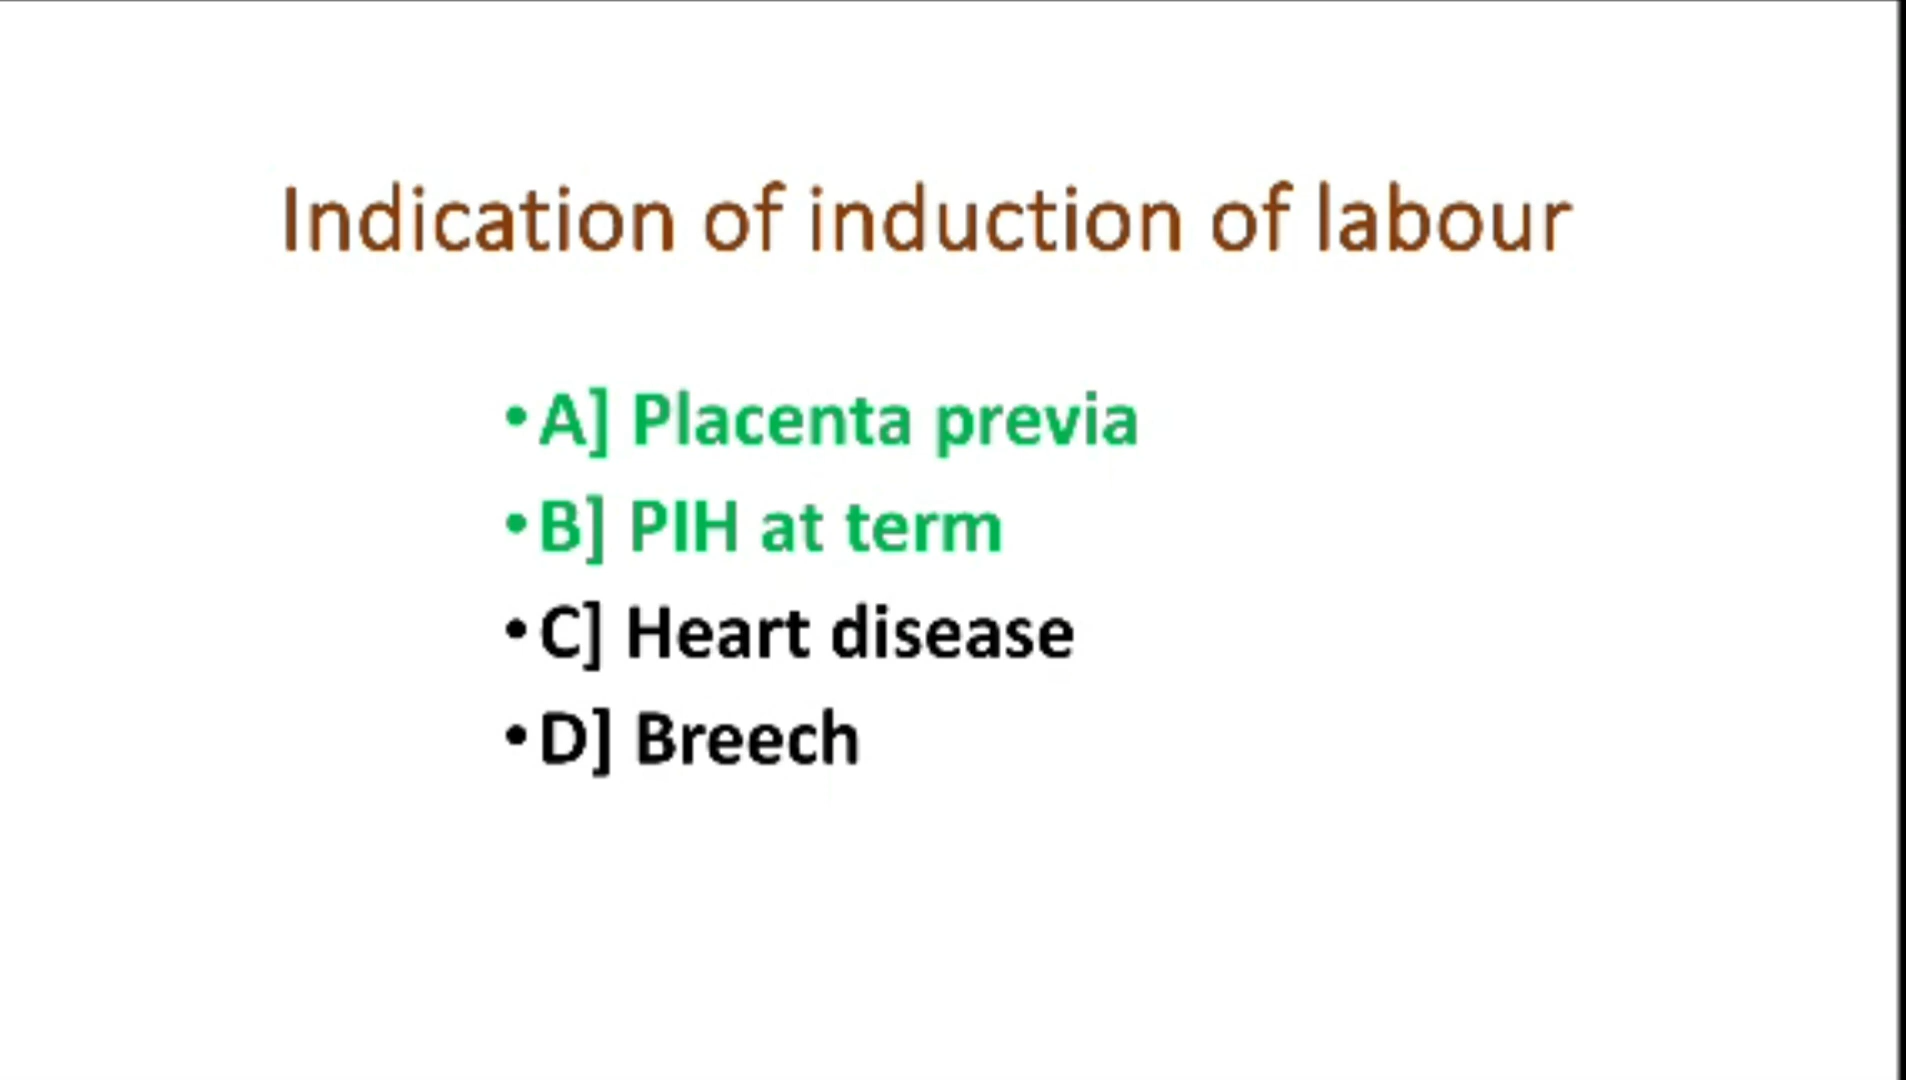 Indication of induction of labour
• A] Placenta previa
• B] PIH at term
• C] Heart disease
• D] Breech